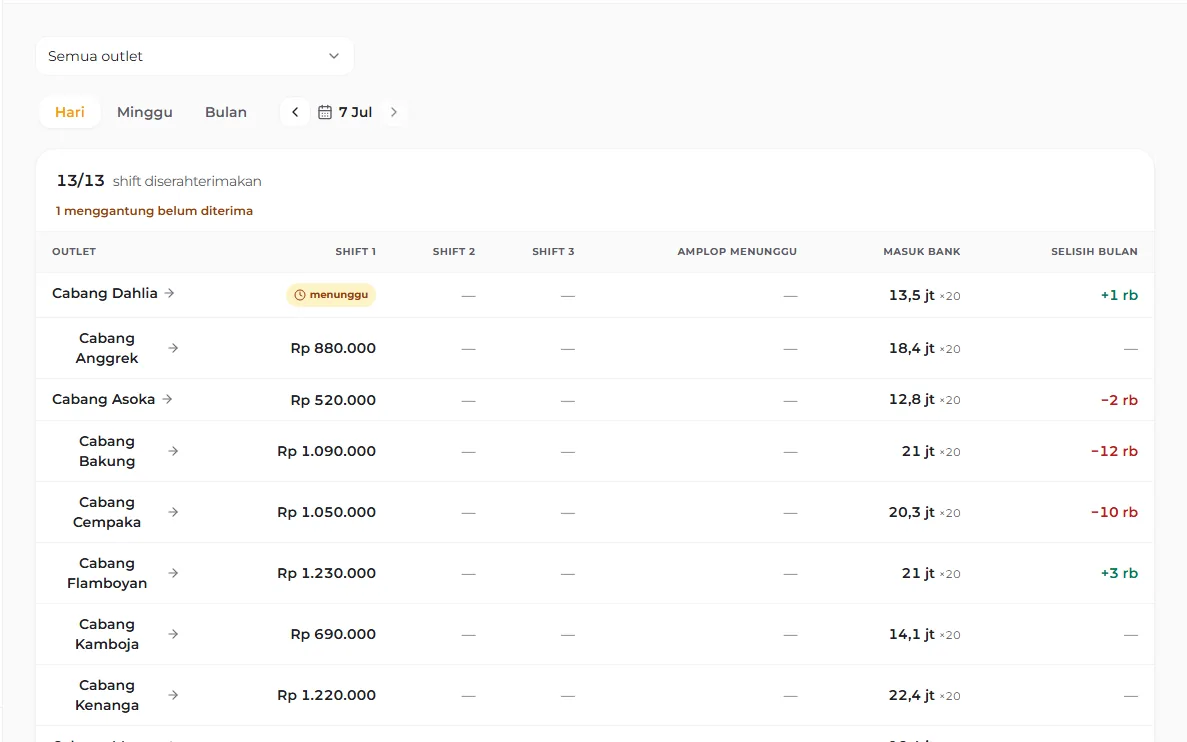 Semua outlet
Hari Minggu Bulan 7 Jul
13/13 shift diserahterimakan
1 menggantung belum diterima
OUTLET SHIFT 1 SHIFT 2 SHIFT 3 AMPLOP MENUNGGU MASUK BANK SELISIH BULAN
Cabang Dahlia → menunggu — — — 13,5 jt ×20 +1 rb
Cabang
Anggrek → Rp 880.000 — — — 18,4 jt ×20 —
Cabang Asoka → Rp 520.000 — — — 12,8 jt ×20 −2 rb
Cabang
Bakung → Rp 1.090.000 — — — 21 jt ×20 −12 rb
Cabang
Cempaka → Rp 1.050.000 — — — 20,3 jt ×20 −10 rb
Cabang
Flamboyan → Rp 1.230.000 — — — 21 jt ×20 +3 rb
Cabang
Kamboja → Rp 690.000 — — — 14,1 jt ×20 —
Cabang
Kenanga → Rp 1.220.000 — — — 22,4 jt ×20 —